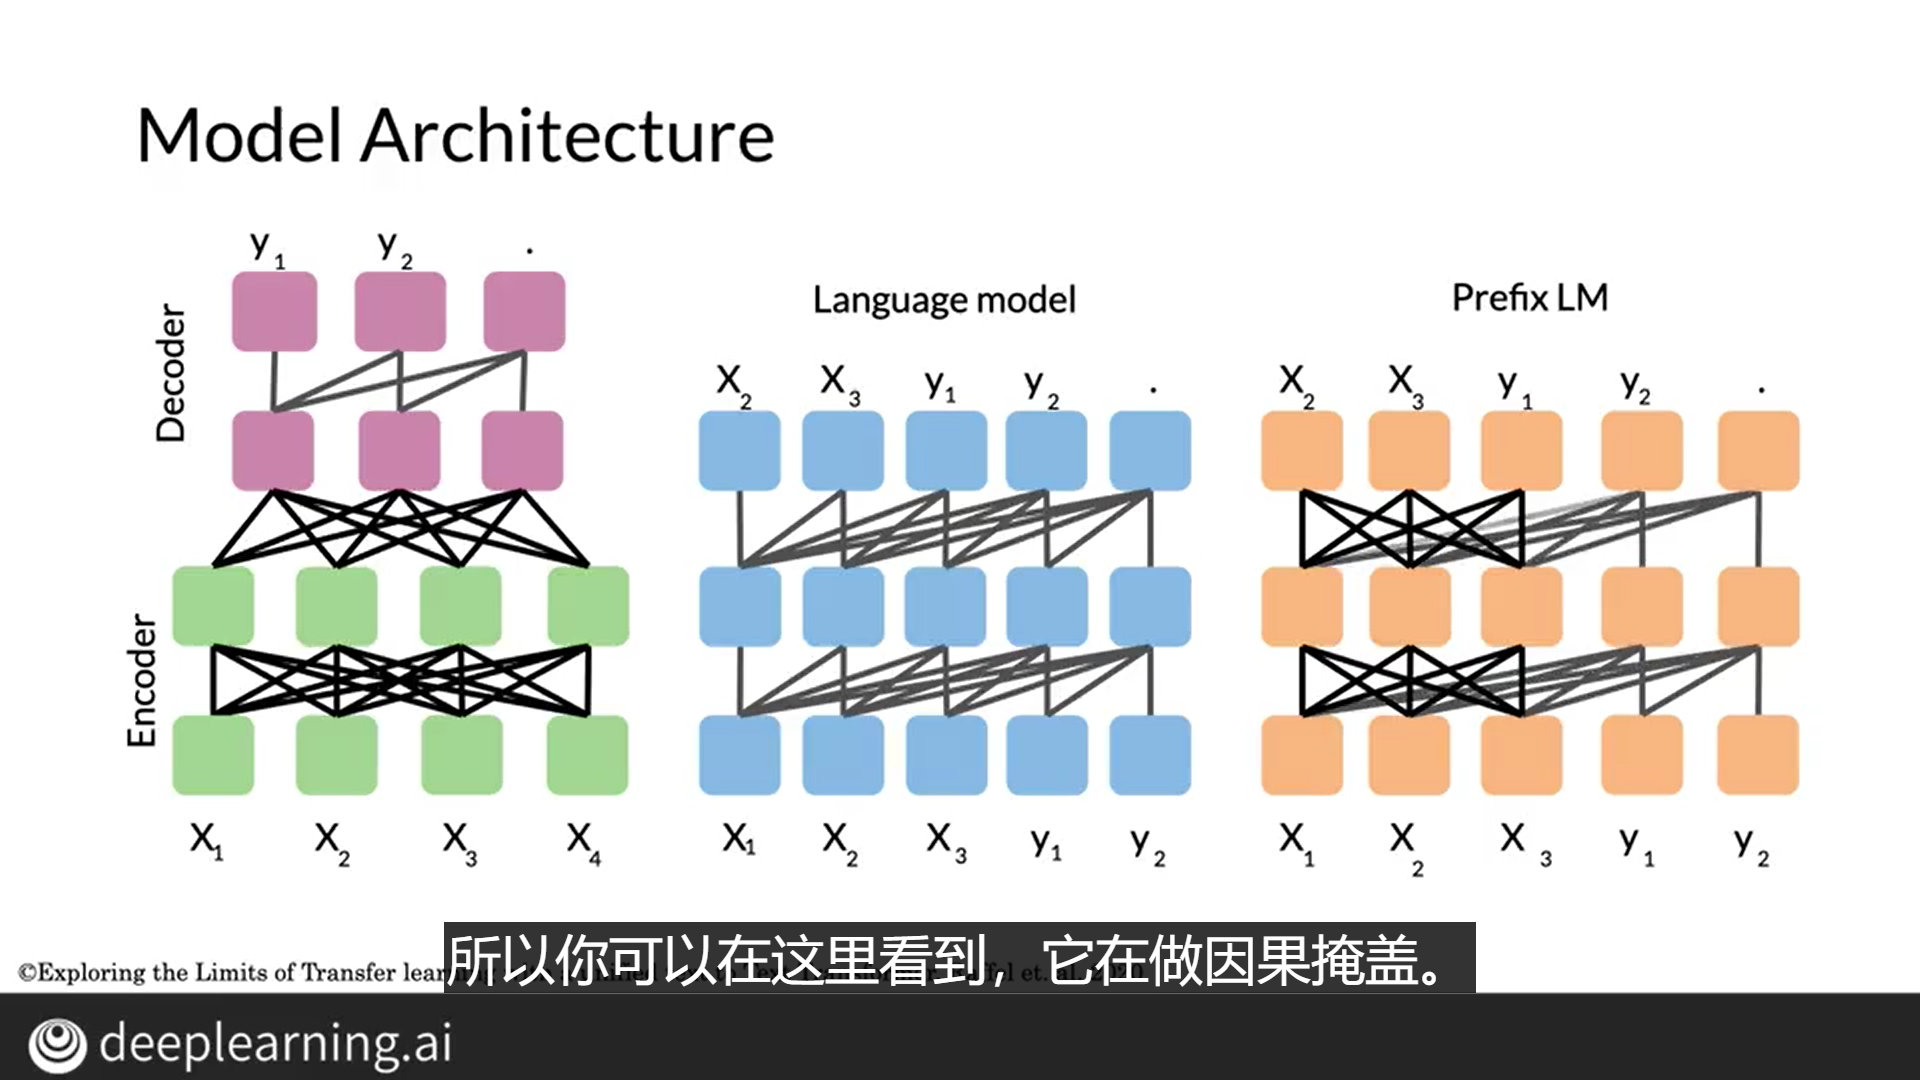 Model Architecture
y1 y2 .
Decoder
Encoder
X1 X2 X3 X4
Language model
X2 X3 y1 y2 .
X1 X2 X3 y1 y2
Prefix LM
X2 X3 y1 y2 .
X1 X2 X3 y1 y2
©Exploring the Limits of Transfer
所以你可以在这里看到，它在做因果掩盖。
deeplearning.ai